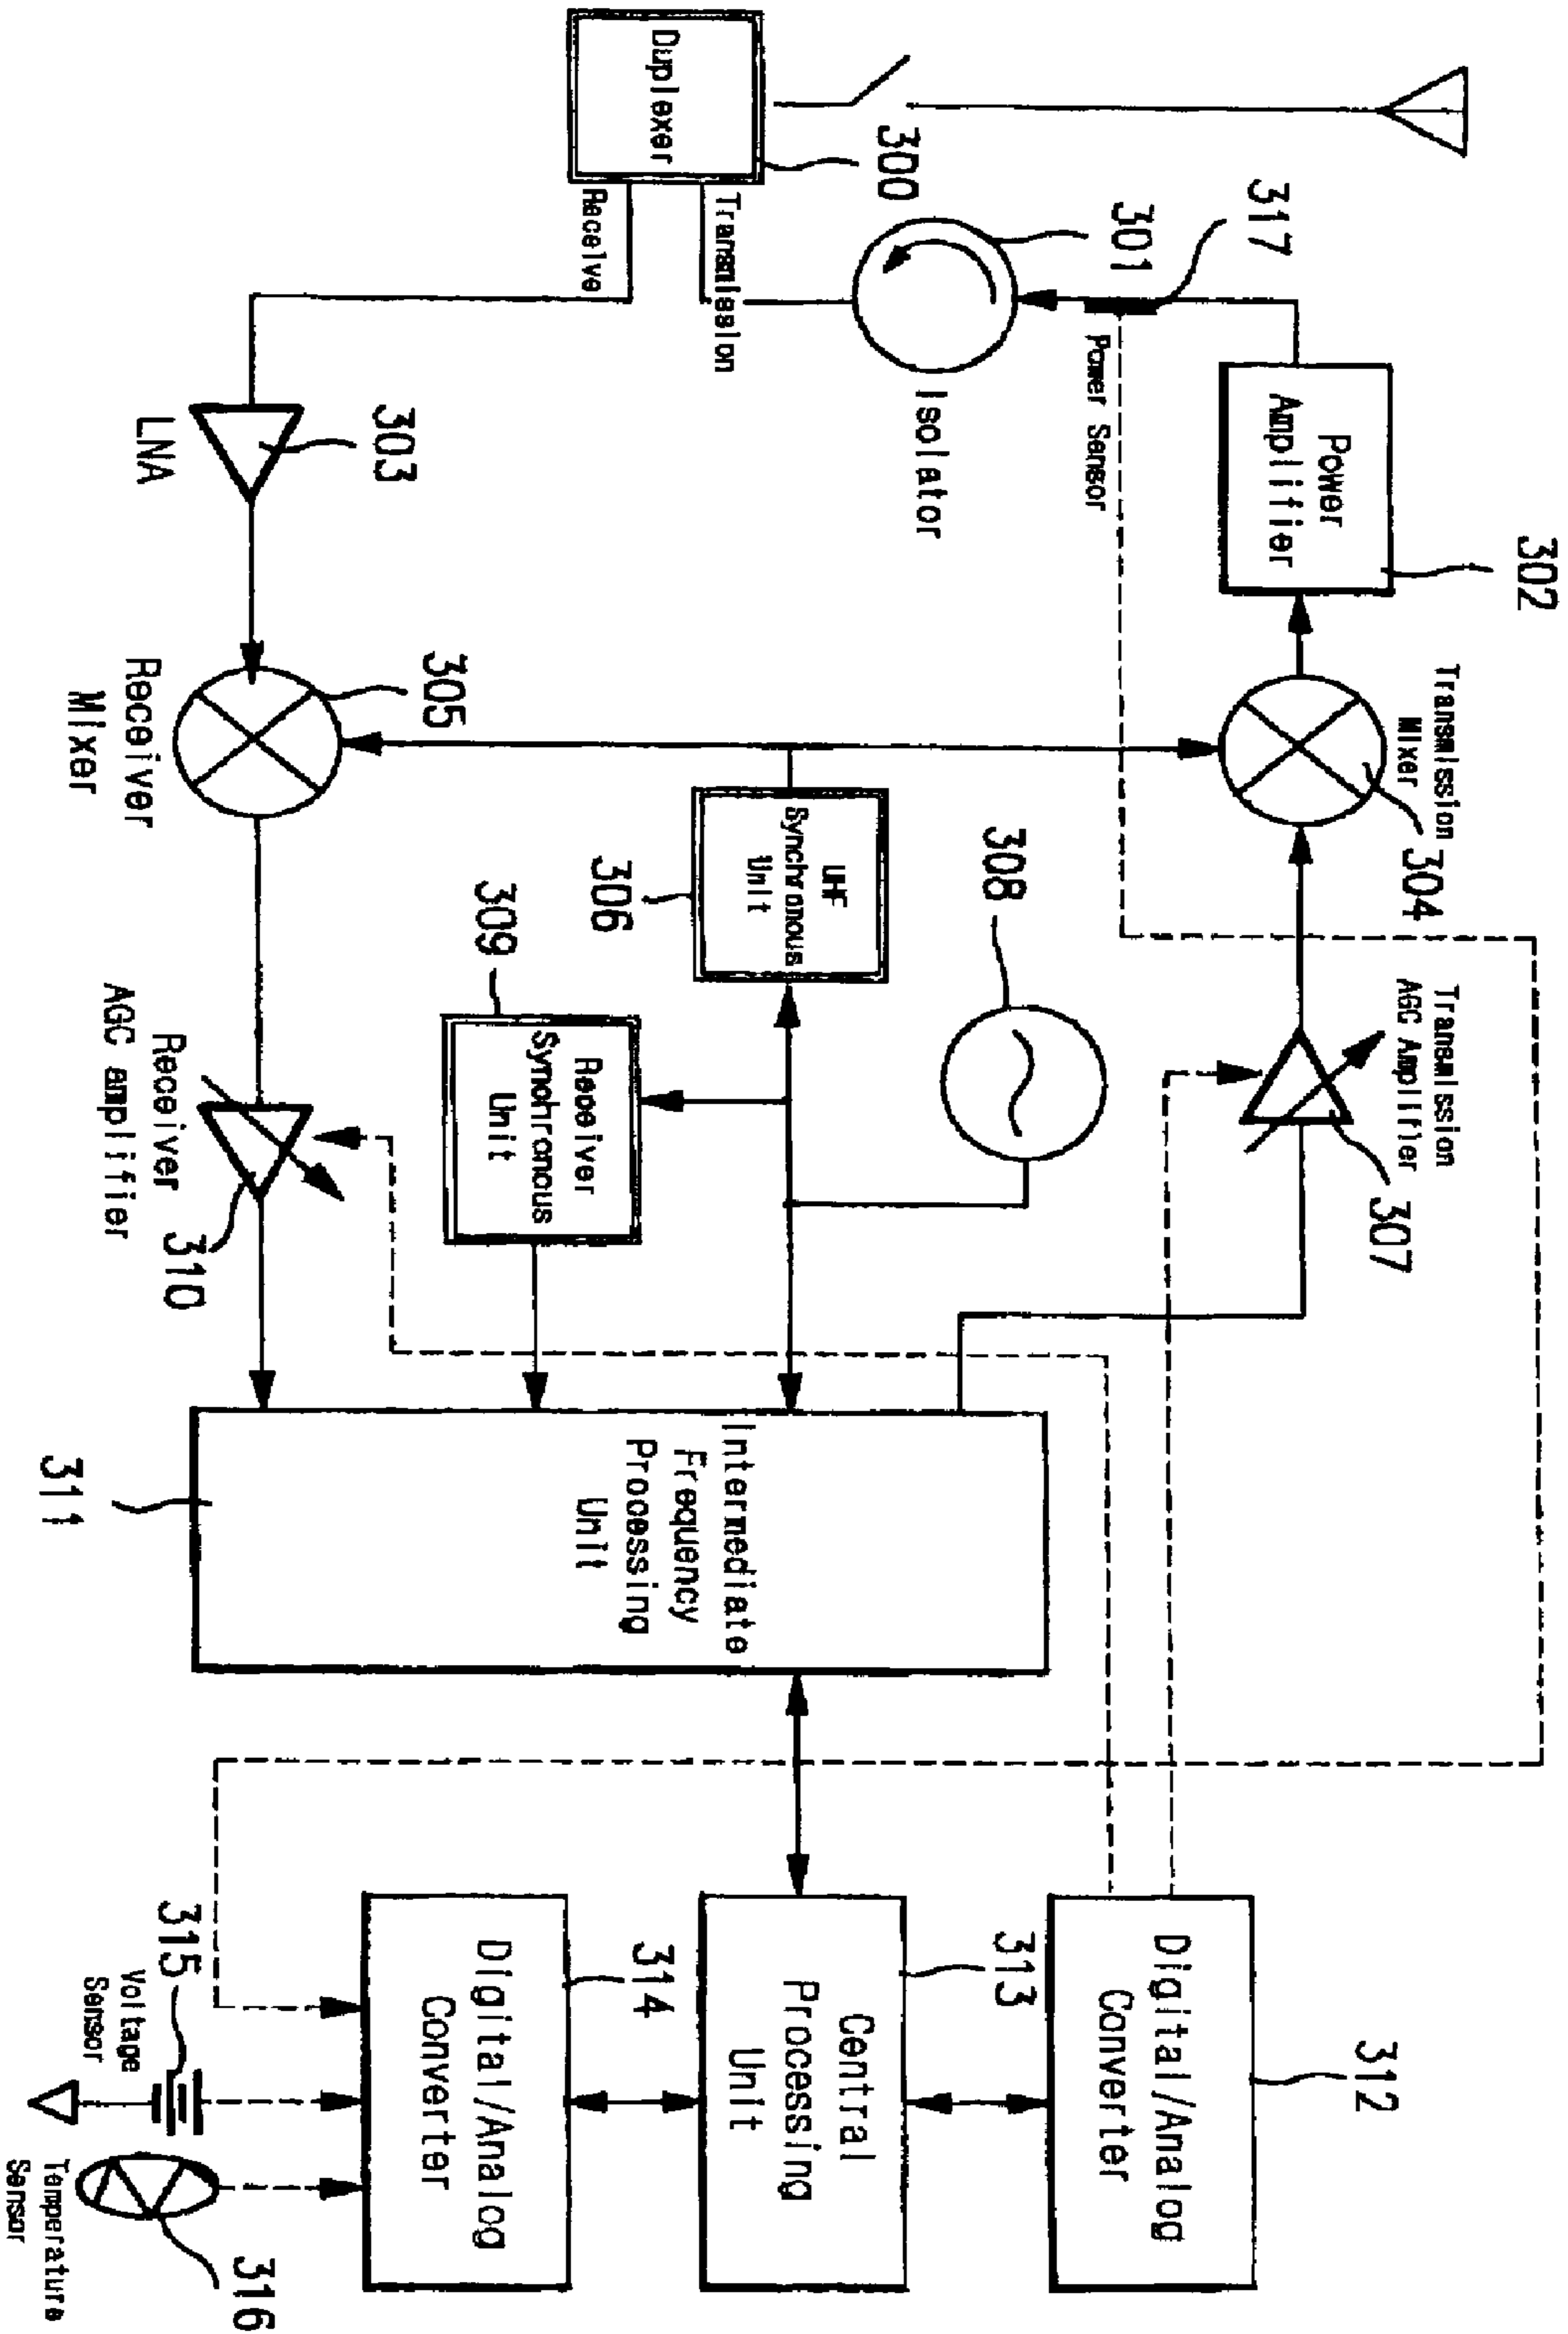 302
Transmission
Mixer
304
Transmission
AGC Amplifier
307
312
Power
Amplifier
Digital/Analog
Converter
317
301
Power Sensor
Isolator
308
313
300
Central
Processing
Unit
UHF
Synchronous
Unit
306
Transmission
Duplexer
Receive
Intermediate
Frequency
Processing
Unit
314
Receiver
Synchronous
Unit
309
Digital/Analog
Converter
303
LNA
305
Receiver
Mixer
Receiver
AGC amplifier
310
311
315
Voltage
Sensor
316
Temperature
Sensor